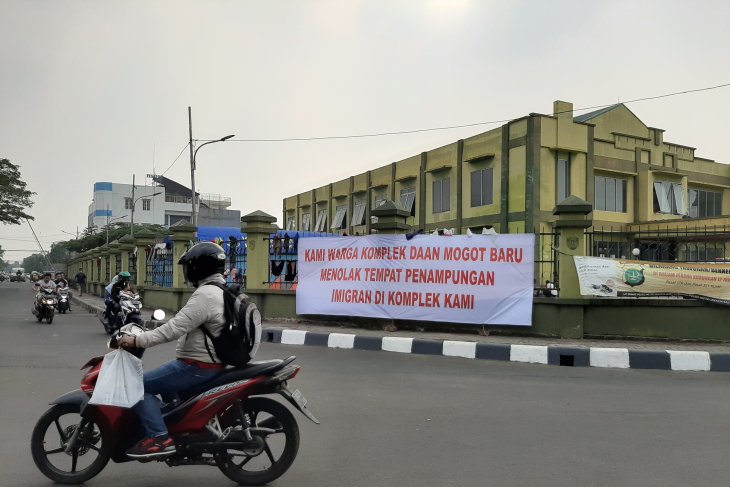 KAMI WARGA KOMPLEK DAAN MOGOT BARU
MENOLAK TEMPAT PENAMPUNGAN
IMIGRAN DI KOMPLEK KAMI